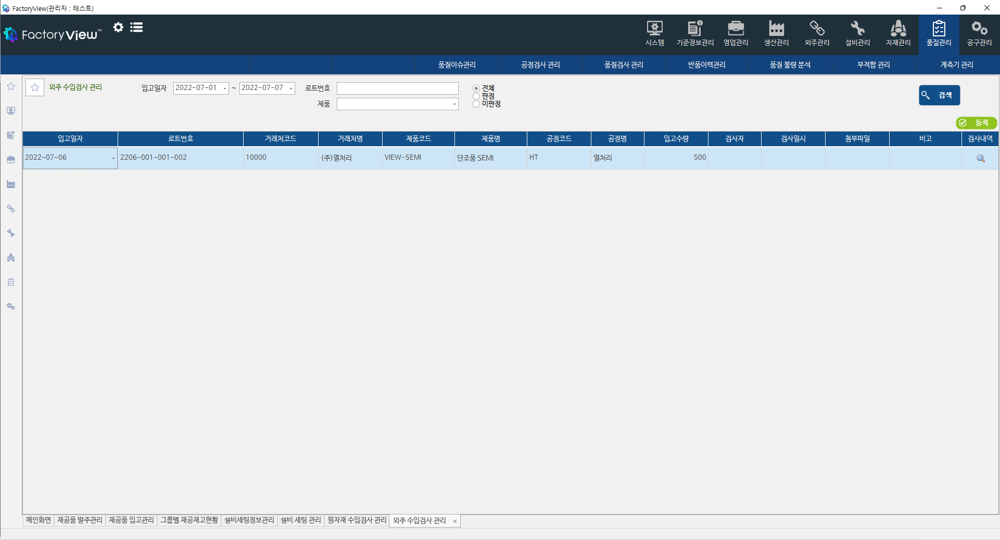 FactoryView(관리자 : 테스트)
FactoryView™
시스템
기준정보관리
영업관리
생산관리
외주관리
설비관리
자재관리
품질관리
공구관리
품질이슈관리
공정검사 관리
품질검사 관리
반품이력관리
품질 불량 분석
부적합 관리
계측기 관리
외주 수입검사 관리
입고일자 2022-07-01 ~ 2022-07-07
로트번호
제품
전체
판정
미판정
검색
등록
입고일자 로트번호 거래처코드 거래처명 제품코드 제품명 공정코드 공정명 입고수량 검사자 검사일시 첨부파일 비고 검사내역
2022-07-06 2206-001-001-002 10000 (주)열처리 VIEW-SEMI 단조품 SEMI HT 열처리 500
메인화면 재공품 발주관리 재공품 입고관리 그룹별 재공재고현황 설비세팅정보관리 설비 세팅 관리 원자재 수입검사 관리 외주 수입검사 관리 ×